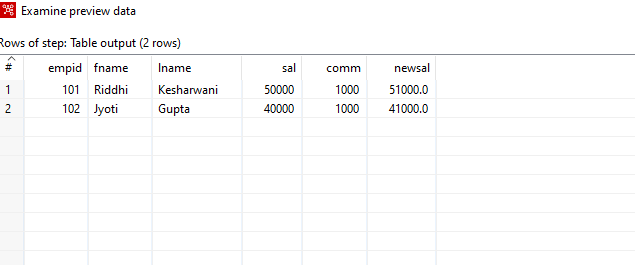 Examine preview data
Rows of step: Table output (2 rows)
# empid fname lname sal comm newsal
1 101 Riddhi Kesharwani 50000 1000 51000.0
2 102 Jyoti Gupta 40000 1000 41000.0